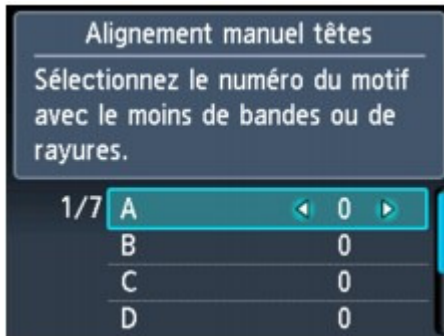 Alignement manuel têtes
Sélectionnez le numéro du motif
avec le moins de bandes ou de
rayures.
1/7 A 0
B 0
C 0
D 0